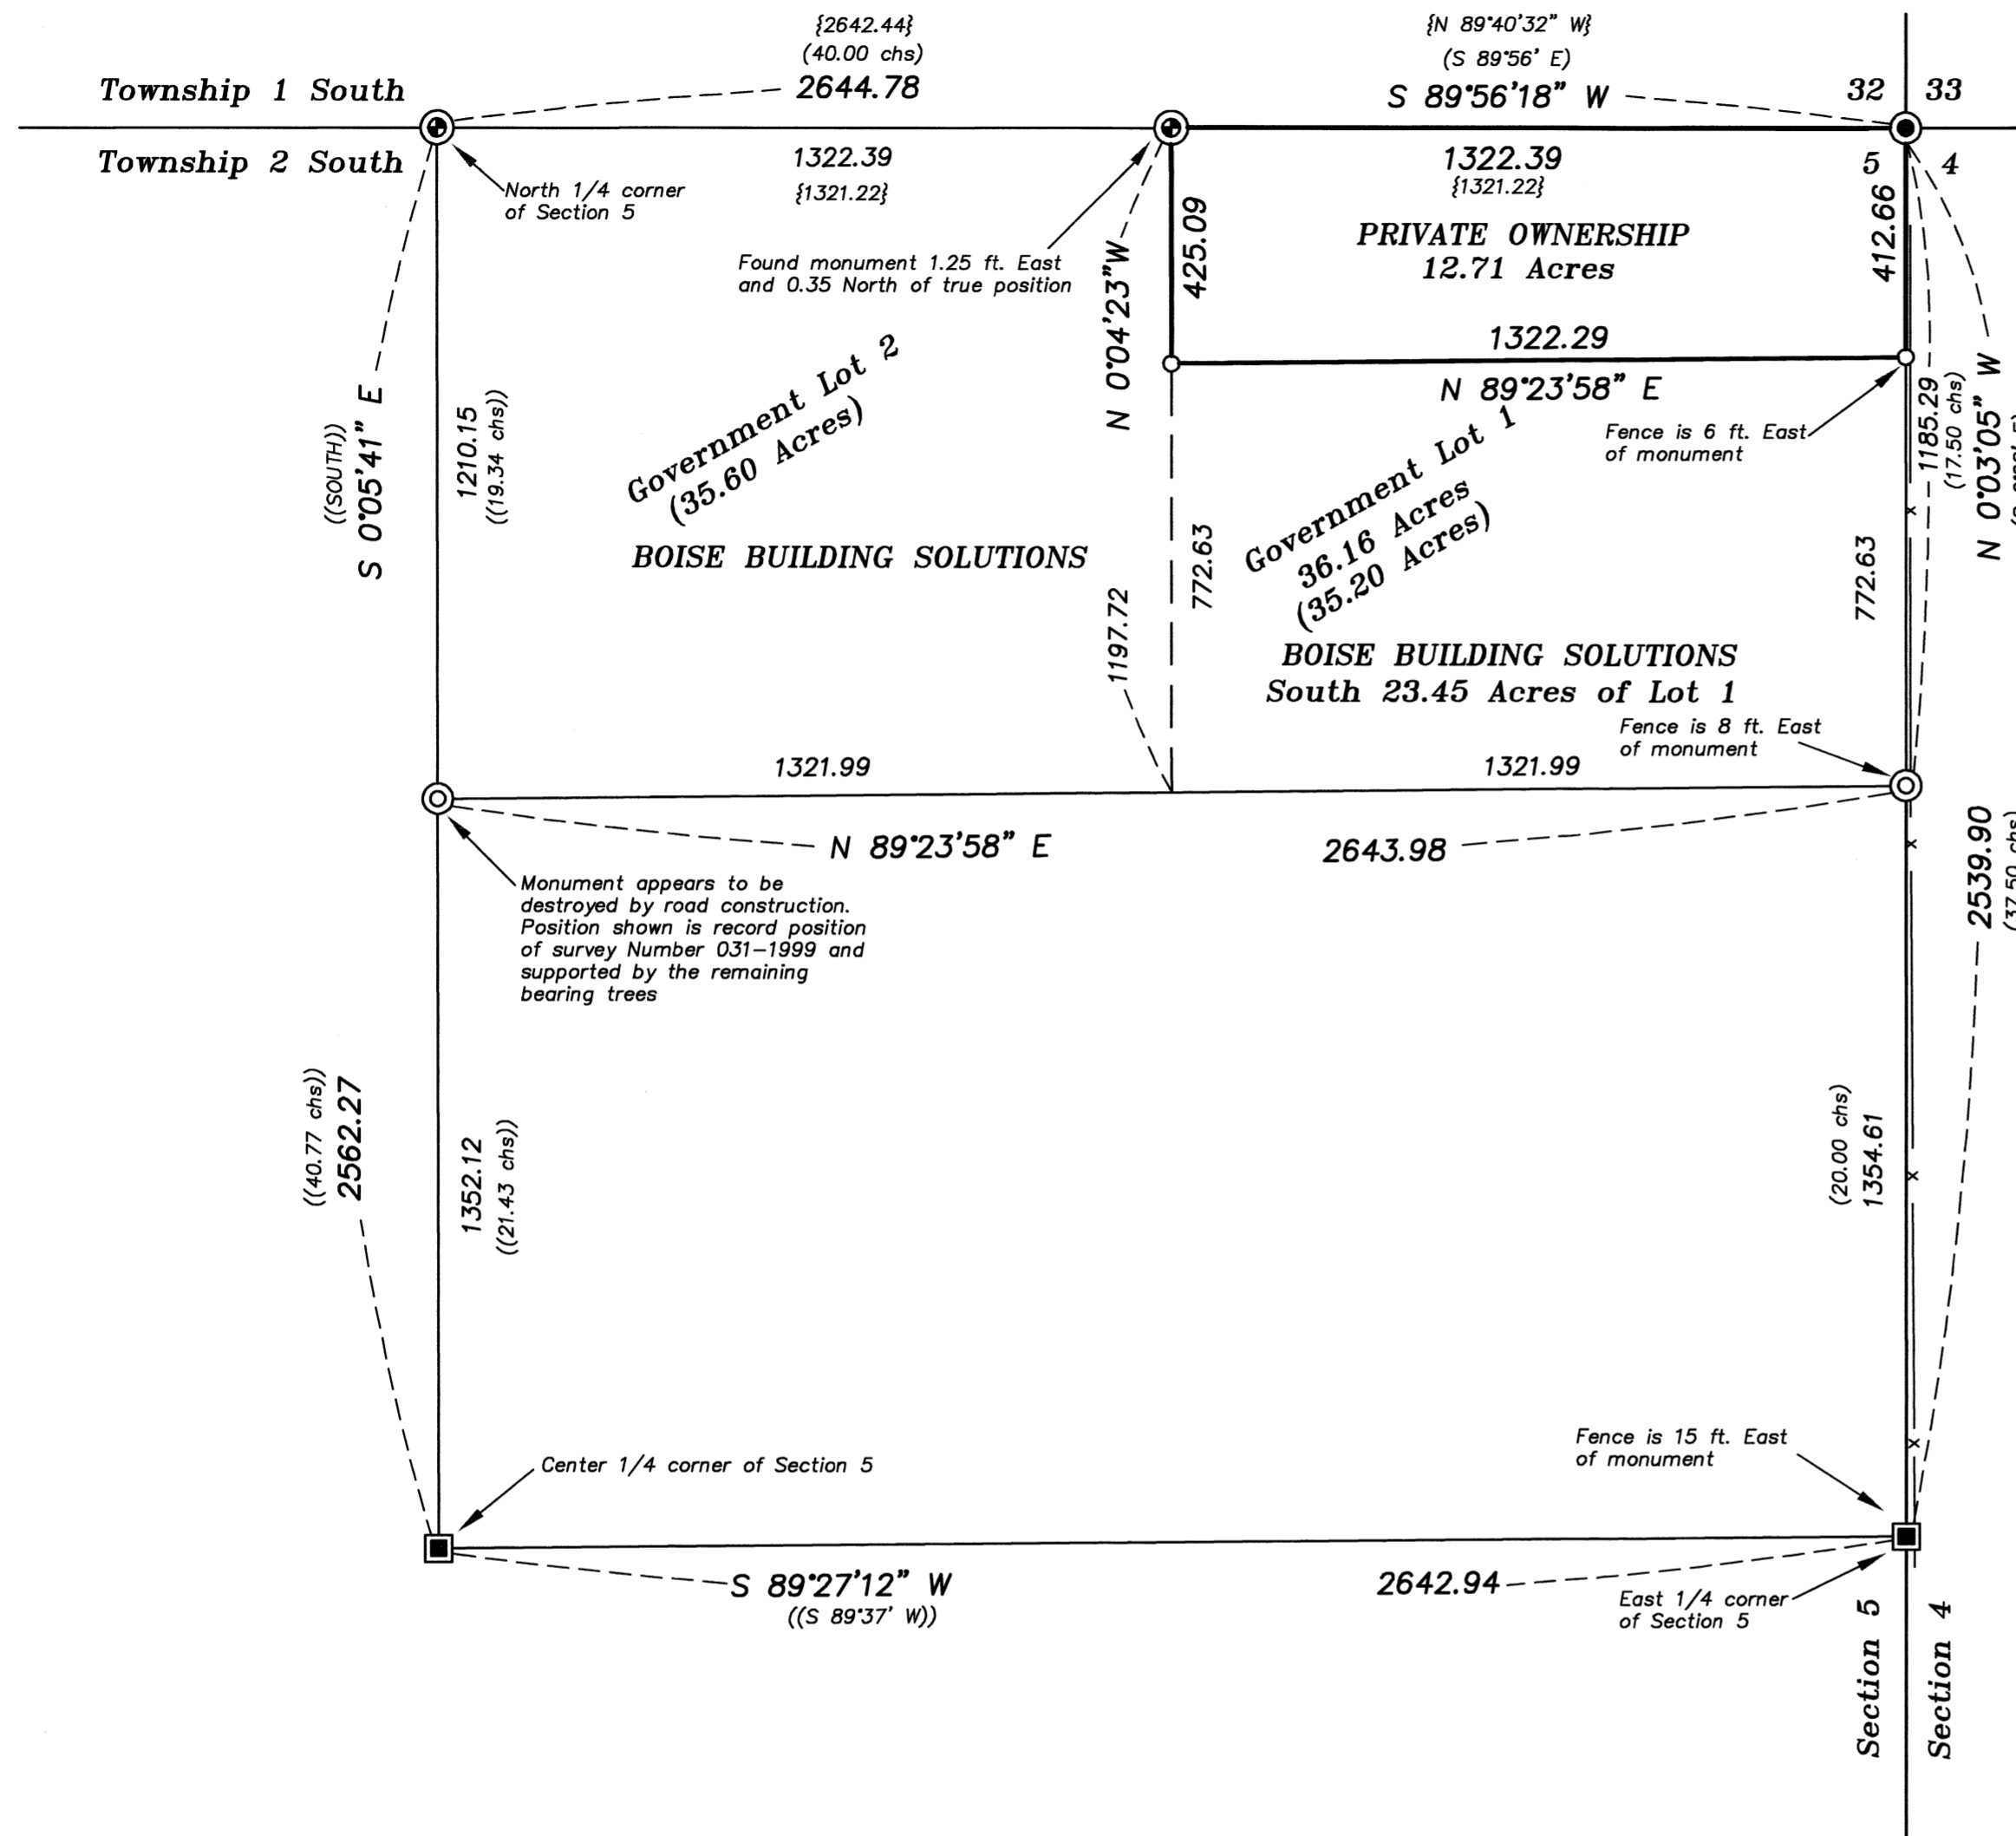 {2642.44}
(40.00 chs)
2644.78
{N 89°40'32" W}
(S 89°56' E)
S 89°56'18" W
32 33
Township 1 South
Township 2 South
5 4
North 1/4 corner
of Section 5
1322.39
{1321.22}
1322.39
{1321.22}
Found monument 1.25 ft. East
and 0.35 North of true position
N 0°04'23"W
425.09
PRIVATE OWNERSHIP
12.71 Acres
412.66
1322.29
N 89°23'58" E
Fence is 6 ft. East
of monument
1185.29
(17.50 chs)
N 0°03'05" W
((SOUTH))
S 0°05'41" E
1210.15
((19.34 chs))
Government Lot 2
(35.60 Acres)
BOISE BUILDING SOLUTIONS
1197.72
772.63
Government Lot 1
36.16 Acres
(35.20 Acres)
772.63
BOISE BUILDING SOLUTIONS
South 23.45 Acres of Lot 1
Fence is 8 ft. East
of monument
1321.99
1321.99
N 89°23'58" E
2643.98
2539.90
(37.50 chs)
Monument appears to be
destroyed by road construction.
Position shown is record position
of survey Number 031-1999 and
supported by the remaining
bearing trees
((40.77 chs))
2562.27
1352.12
((21.43 chs))
(20.00 chs)
1354.61
Center 1/4 corner of Section 5
Fence is 15 ft. East
of monument
S 89°27'12" W
((S 89°37' W))
2642.94
East 1/4 corner
of Section 5
Section 5
Section 4